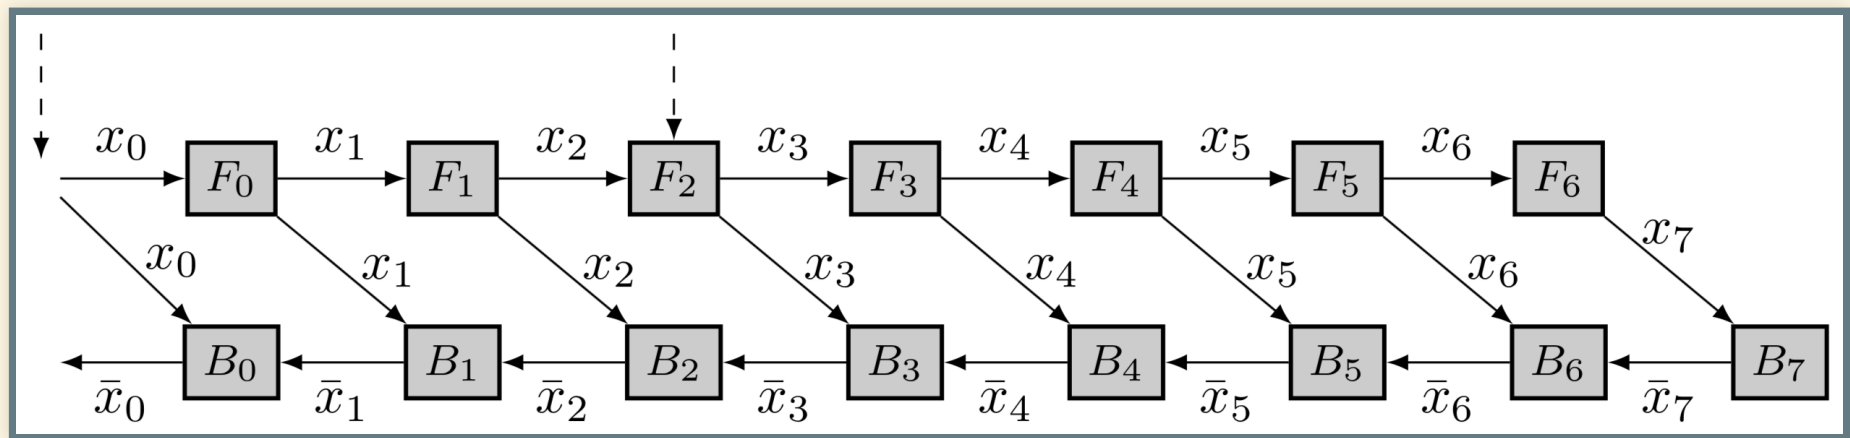 x₀ x₁ x₂ x₃ x₄ x₅ x₆
F₀ F₁ F₂ F₃ F₄ F₅ F₆
x₀ x₁ x₂ x₃ x₄ x₅ x₆ x₇
B₀ B₁ B₂ B₃ B₄ B₅ B₆ B₇
x̄₀ x̄₁ x̄₂ x̄₃ x̄₄ x̄₅ x̄₆ x̄₇